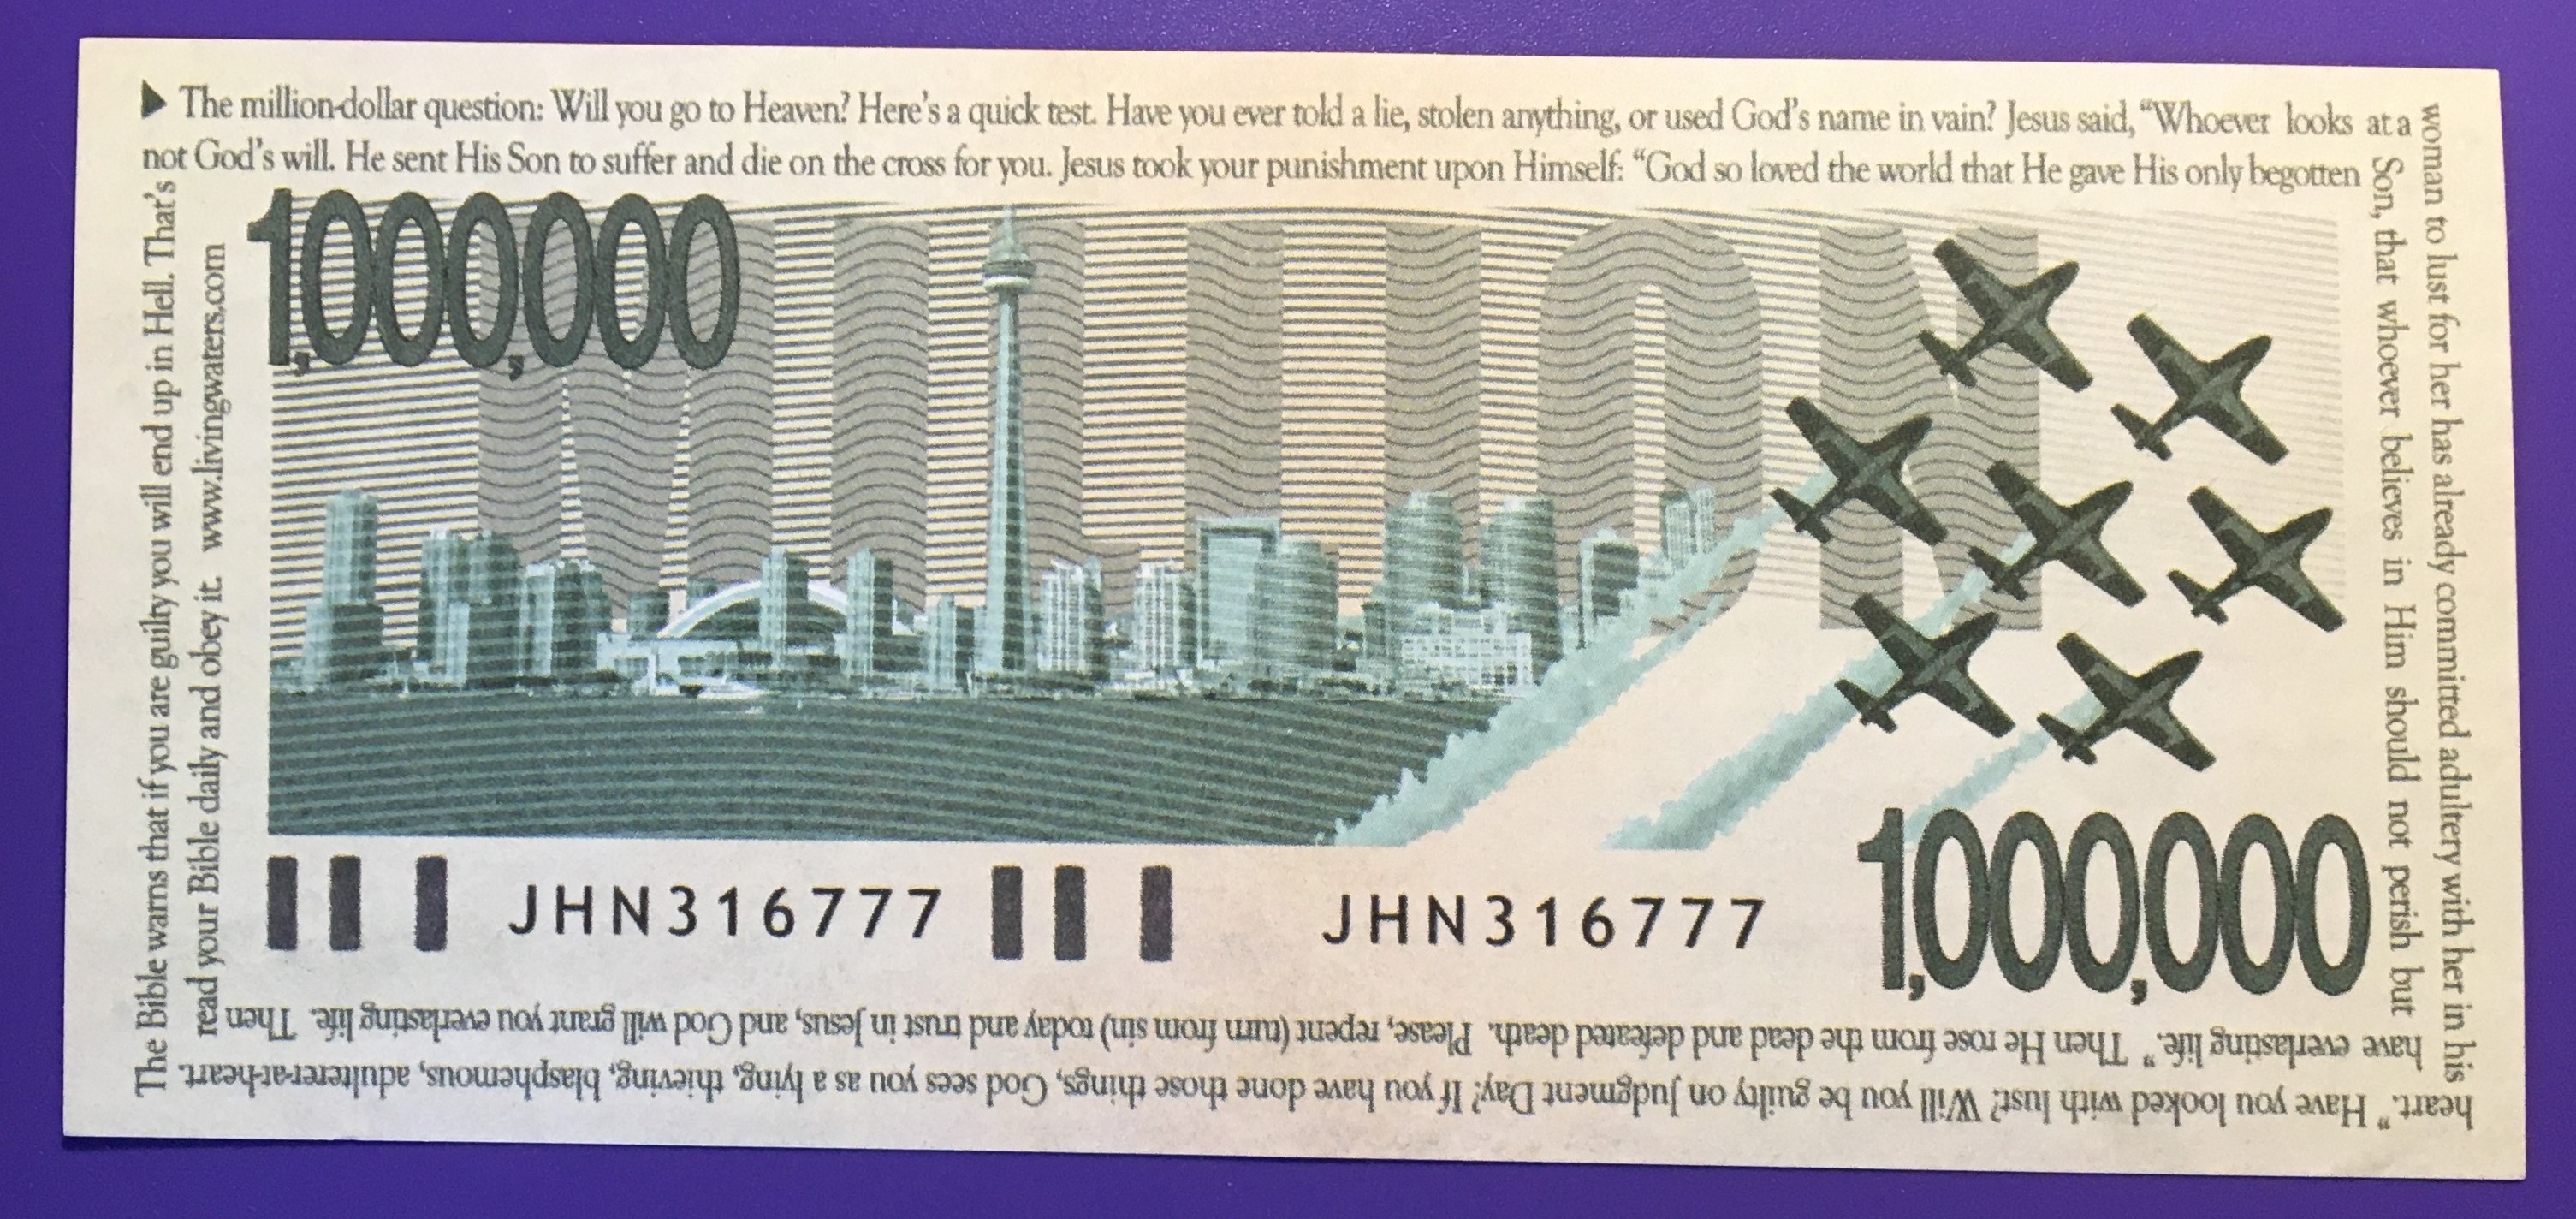 ▶ The million-dollar question: Will you go to Heaven? Here's a quick test. Have you ever told a lie, stolen anything, or used God's name in vain? Jesus said, “Whoever looks at a
woman to lust for her has already committed adultery with her in his
heart.” Have you looked with lust? Will you be guilty on Judgment Day? If you have done those things, God sees you as a lying, thieving, blasphemous, adulterer-at-heart.
The Bible warns that if you are guilty you will end up in Hell. That's
not God's will. He sent His Son to suffer and die on the cross for you. Jesus took your punishment upon Himself: “God so loved the world that He gave His only begotten
Son, that whoever believes in Him should not perish but
have everlasting life.” Then He rose from the dead and defeated death. Please, repent (turn from sin) today and trust in Jesus, and God will grant you everlasting life. Then
read your Bible daily and obey it. www.livingwaters.com
1,000,000
MILLION
JHN316777
JHN316777
1,000,000